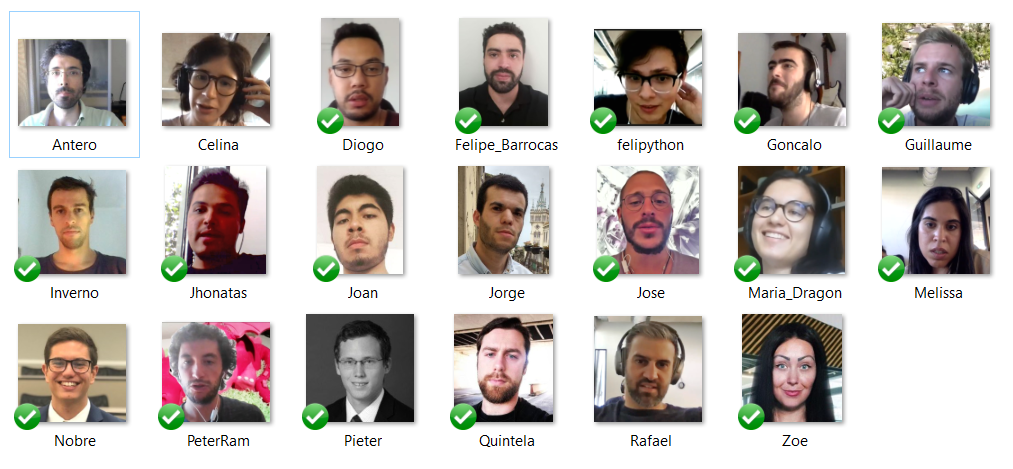 Antero Celina Diogo Felipe_Barrocas felipython Goncalo Guillaume
Inverno Jhonatas Joan Jorge Jose Maria_Dragon Melissa
Nobre PeterRam Pieter Quintela Rafael Zoe